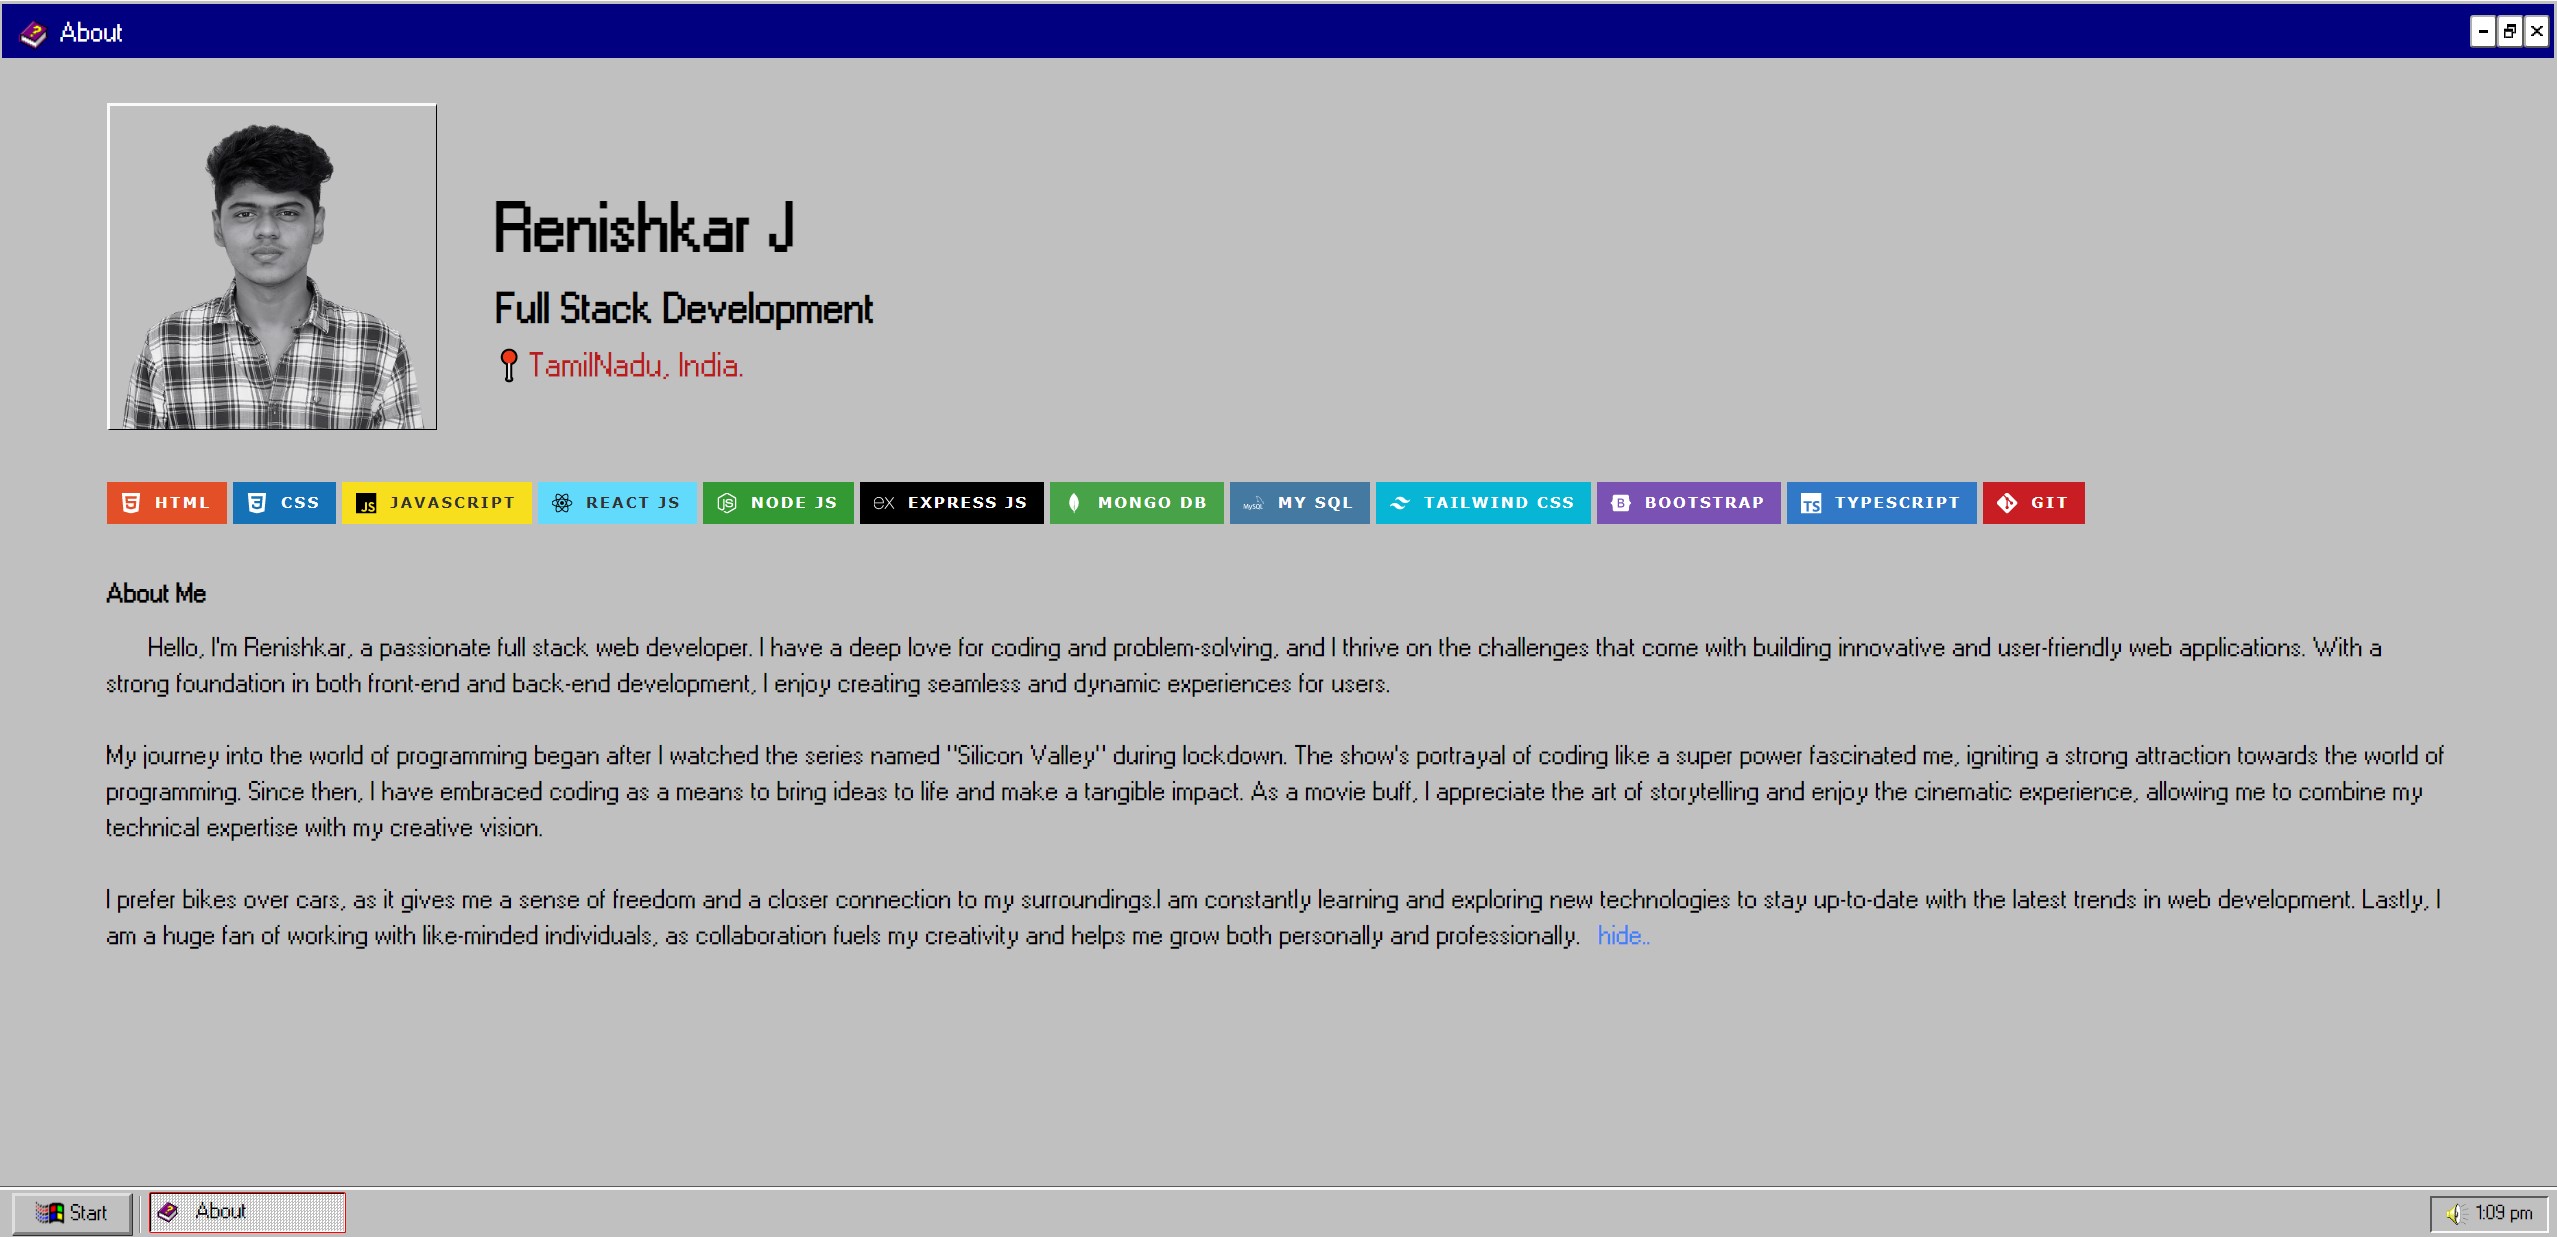 About
Renishkar J
Full Stack Development
TamilNadu, India.
HTML CSS JS JAVASCRIPT REACT JS JS NODE JS ex EXPRESS JS MONGO DB MySQL MY SQL TAILWIND CSS B BOOTSTRAP TS TYPESCRIPT GIT
About Me
Hello, I'm Renishkar, a passionate full stack web developer. I have a deep love for coding and problem-solving, and I thrive on the challenges that come with building innovative and user-friendly web applications. With a
strong foundation in both front-end and back-end development, I enjoy creating seamless and dynamic experiences for users.
My journey into the world of programming began after I watched the series named "Silicon Valley" during lockdown. The show's portrayal of coding like a super power fascinated me, igniting a strong attraction towards the world of
programming. Since then, I have embraced coding as a means to bring ideas to life and make a tangible impact. As a movie buff, I appreciate the art of storytelling and enjoy the cinematic experience, allowing me to combine my
technical expertise with my creative vision.
I prefer bikes over cars, as it gives me a sense of freedom and a closer connection to my surroundings.I am constantly learning and exploring new technologies to stay up-to-date with the latest trends in web development. Lastly, I
am a huge fan of working with like-minded individuals, as collaboration fuels my creativity and helps me grow both personally and professionally. hide..
Start About 1:09 pm